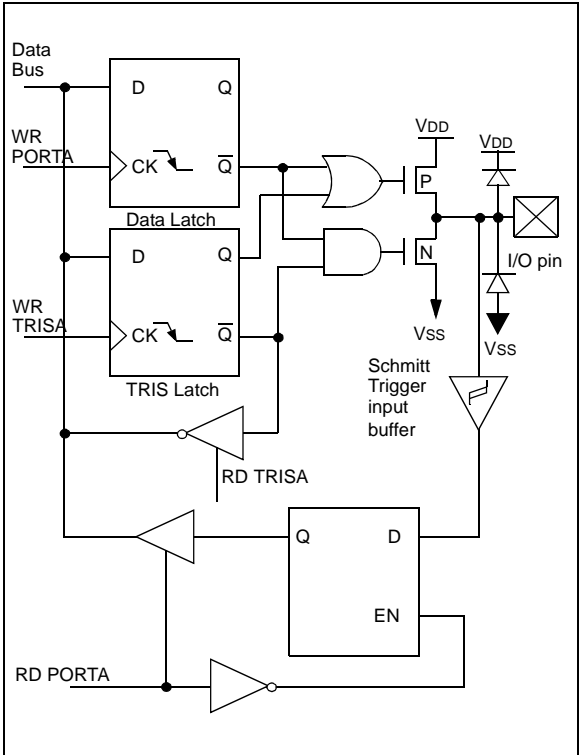 Data
Bus
D Q
WR
PORTA
CK Q
VDD
VDD
P
Data Latch
D Q
N
I/O pin
WR
TRISA
CK Q
VSS
VSS
TRIS Latch
Schmitt
Trigger
input
buffer
RD TRISA
Q D
EN
RD PORTA